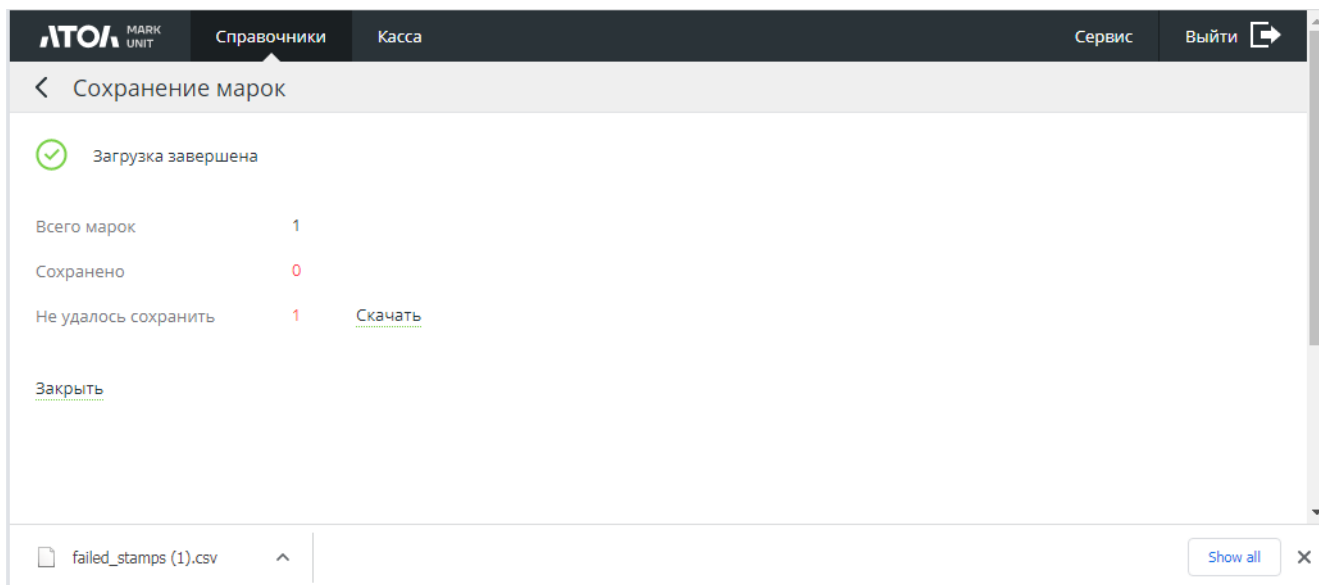 АТОЛ MARK UNIT Справочники Касса Сервис Выйти
Сохранение марок
Загрузка завершена
Всего марок 1
Сохранено 0
Не удалось сохранить 1 Скачать
Закрыть
failed_stamps (1).csv Show all